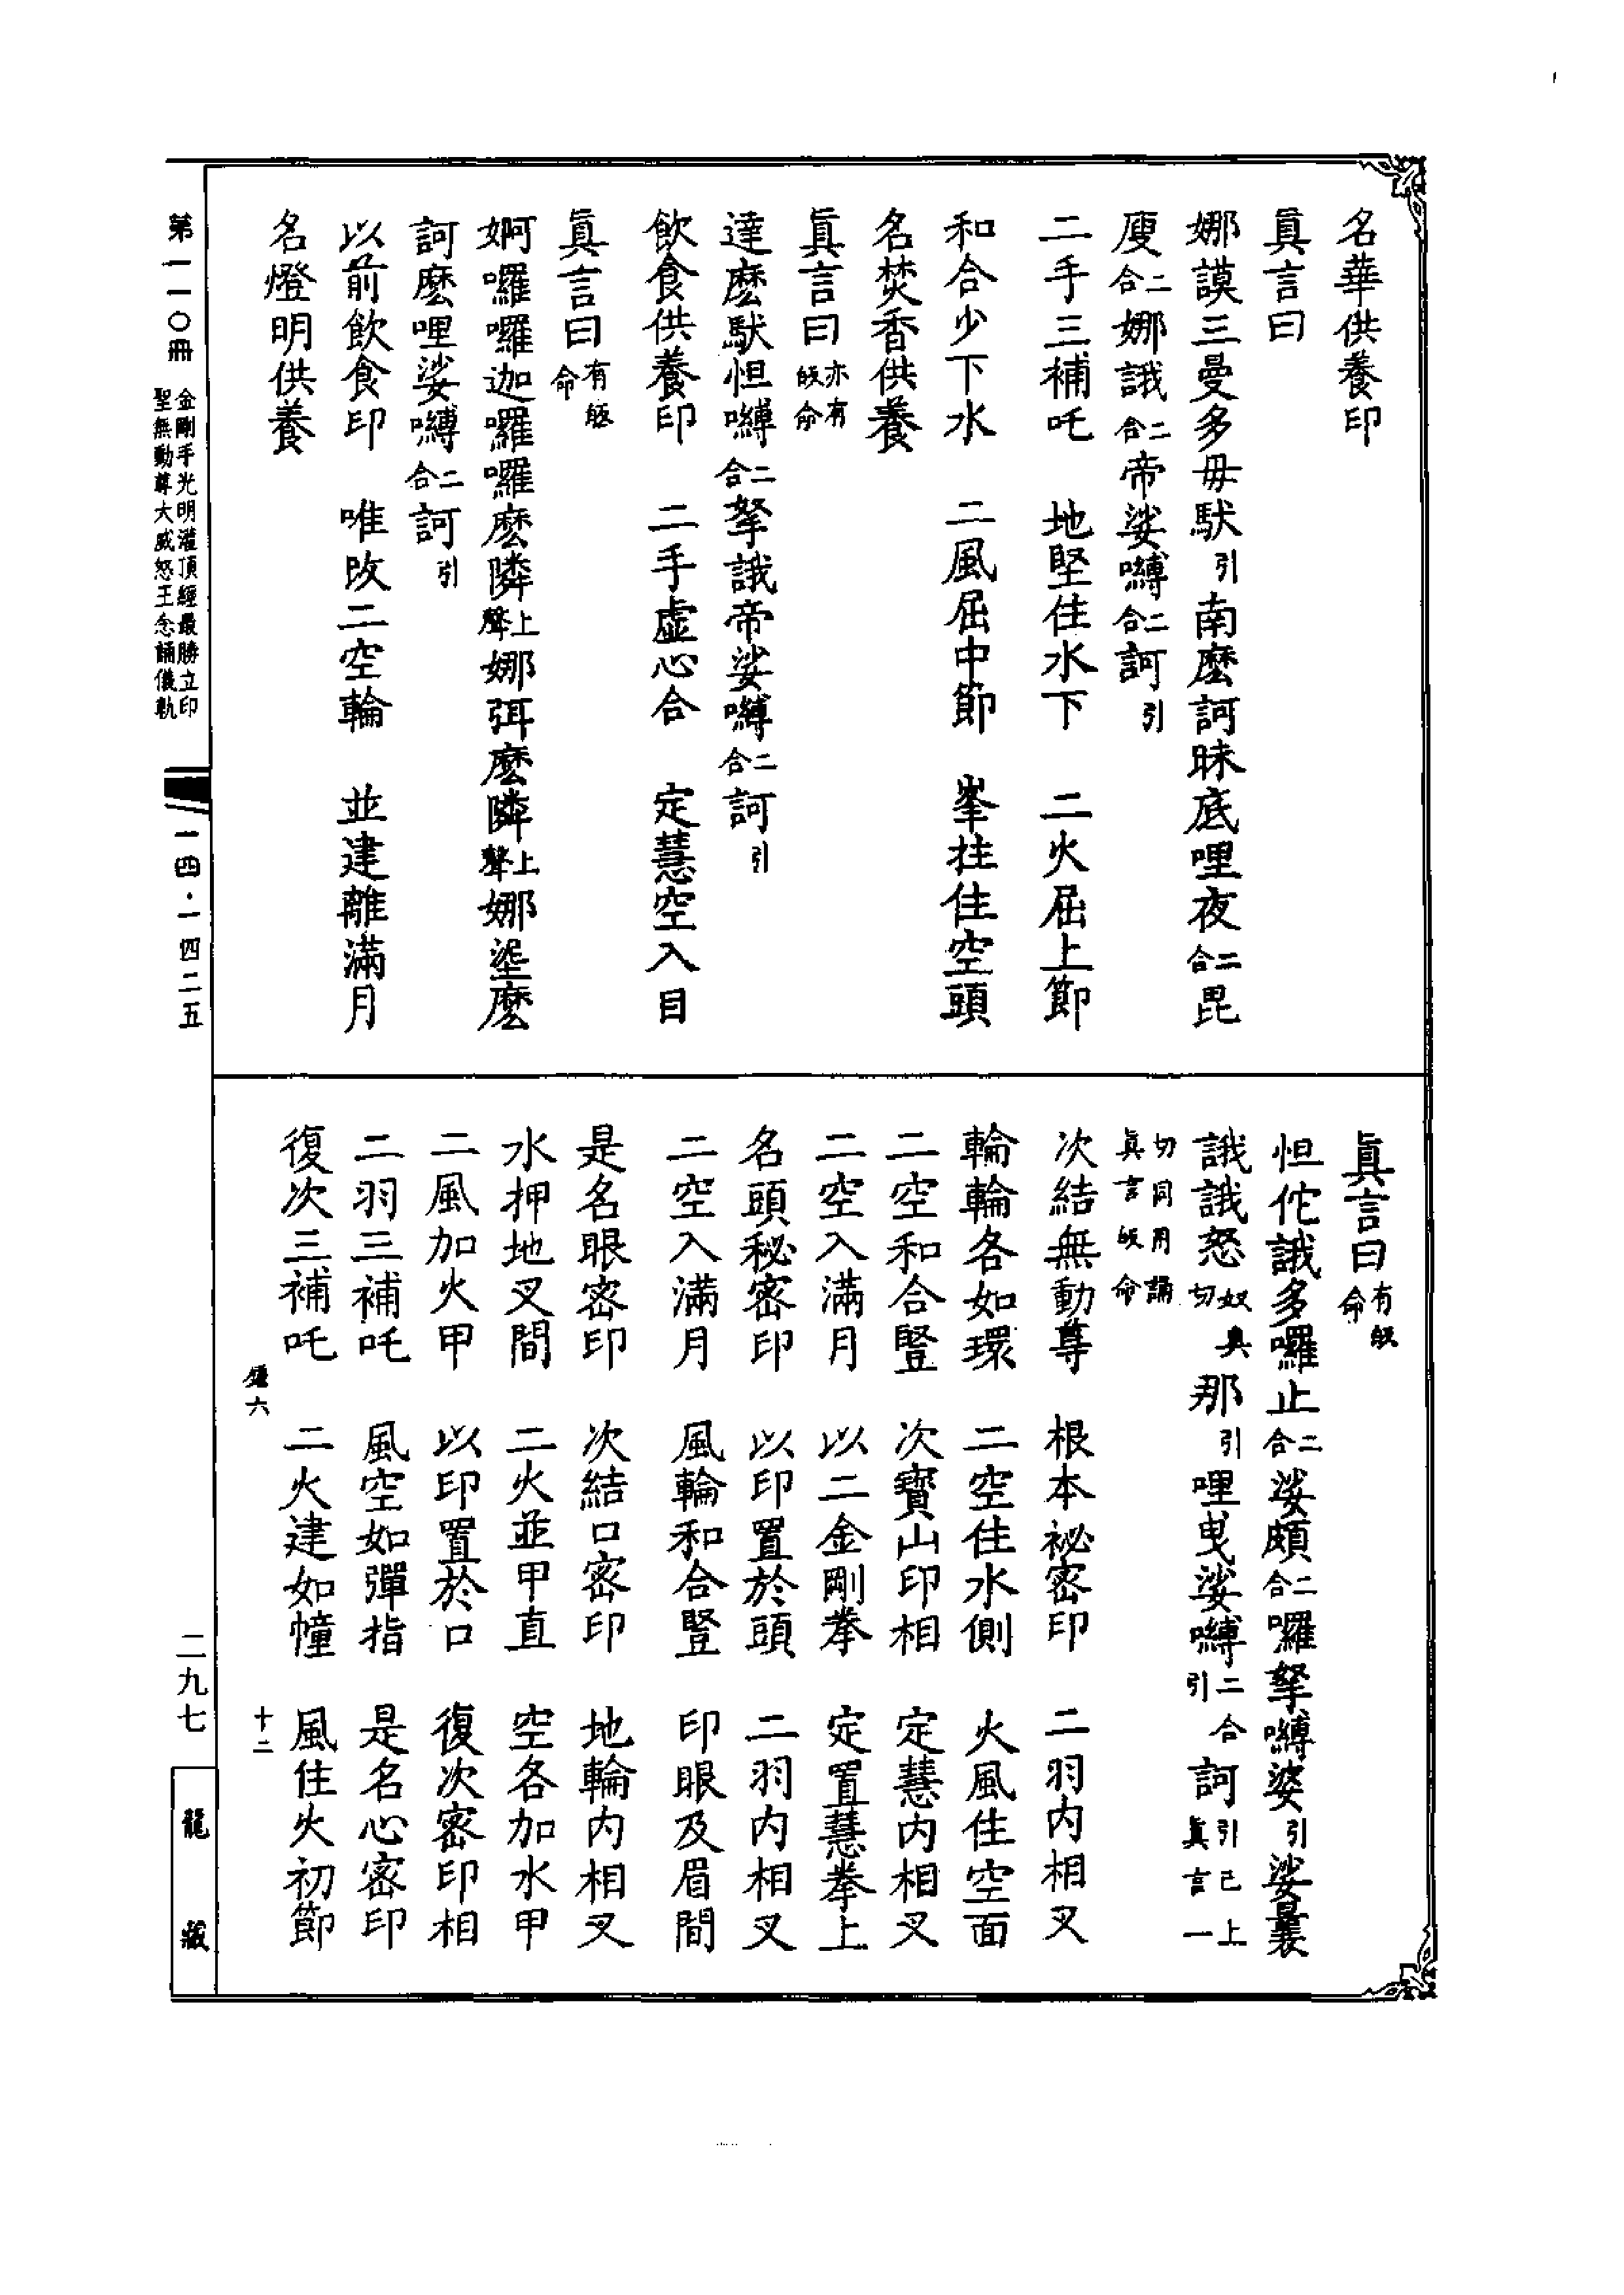 名華供養印
眞言曰
娜謨三曼多毋馱引南麽訶昧底哩夜二合毘
廋二合娜誐二合帝娑嚩二合訶引
二手三補吒　地堅住水下　二火屈上節
和合少下水　二風屈中節　峯拄住空頭
名焚香供養
眞言曰亦有皈命
達麽馱怛嚩二合拏誐帝娑嚩二合訶引
飲食供養印　二手虛心合　定慧空入目
眞言曰有皈命
婀囉囉迦囉囉麽隣上聲娜弭麽隣上聲娜埿麽
訶麽哩娑嚩二合訶引
以前飲食印　唯改二空輪　並建離滿月
名燈明供養
眞言曰有皈命
怛佗誐多囉止二合娑頗二合囉拏嚩婆引娑曩
誐誐怒奴奥切那引哩曳娑嚩二合引訶引已上眞言一
切同用誦眞言皈命
次結無動尊　根本祕密印　二羽内相叉
輪輪各如環　二空住水側　火風住空面
二空和合豎　次寶山印相　定慧内相叉
二空入滿月　以二金剛拳　定置慧拳上
名頭秘密印　以印置於頭　二羽内相叉
二空入滿月　風輪和合豎　印眼及眉間
是名眼密印　次結口密印　地輪内相叉
水押地叉間　二火並甲直　空各加水甲
二風加火甲　以印置於口　復次密印相
二羽三補吒　風空如彈指　是名心密印
復次三補吒　二火建如幢　風住火初節
六　十二
第一一〇冊　金剛手光明灌頂經最勝立印
聖無動尊大威怒王念誦儀軌
一四·一四二五
二九七
龍藏